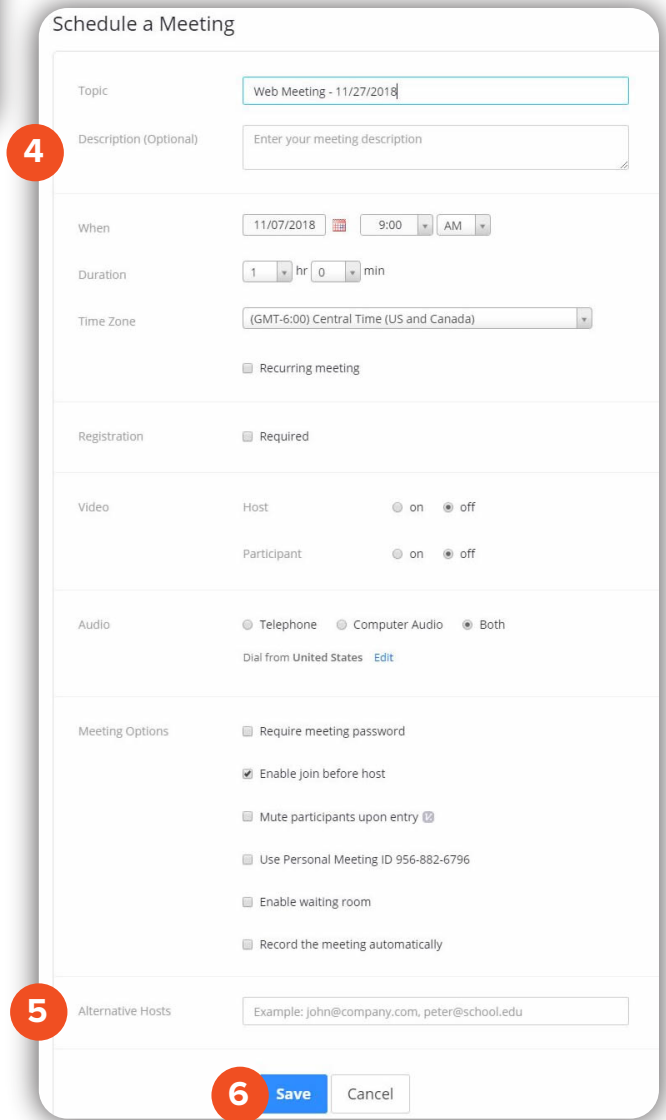 Schedule a Meeting
Topic Web Meeting - 11/27/2018
4 Description (Optional) Enter your meeting description
When 11/07/2018 9:00 AM
Duration 1 hr 0 min
Time Zone (GMT-6:00) Central Time (US and Canada)
Recurring meeting
Registration Required
Video Host on off
Participant on off
Audio Telephone Computer Audio Both
Dial from United States Edit
Meeting Options Require meeting password
Enable join before host
Mute participants upon entry
Use Personal Meeting ID 956-882-6796
Enable waiting room
Record the meeting automatically
5 Alternative Hosts Example: john@company.com, peter@school.edu
6 Save Cancel